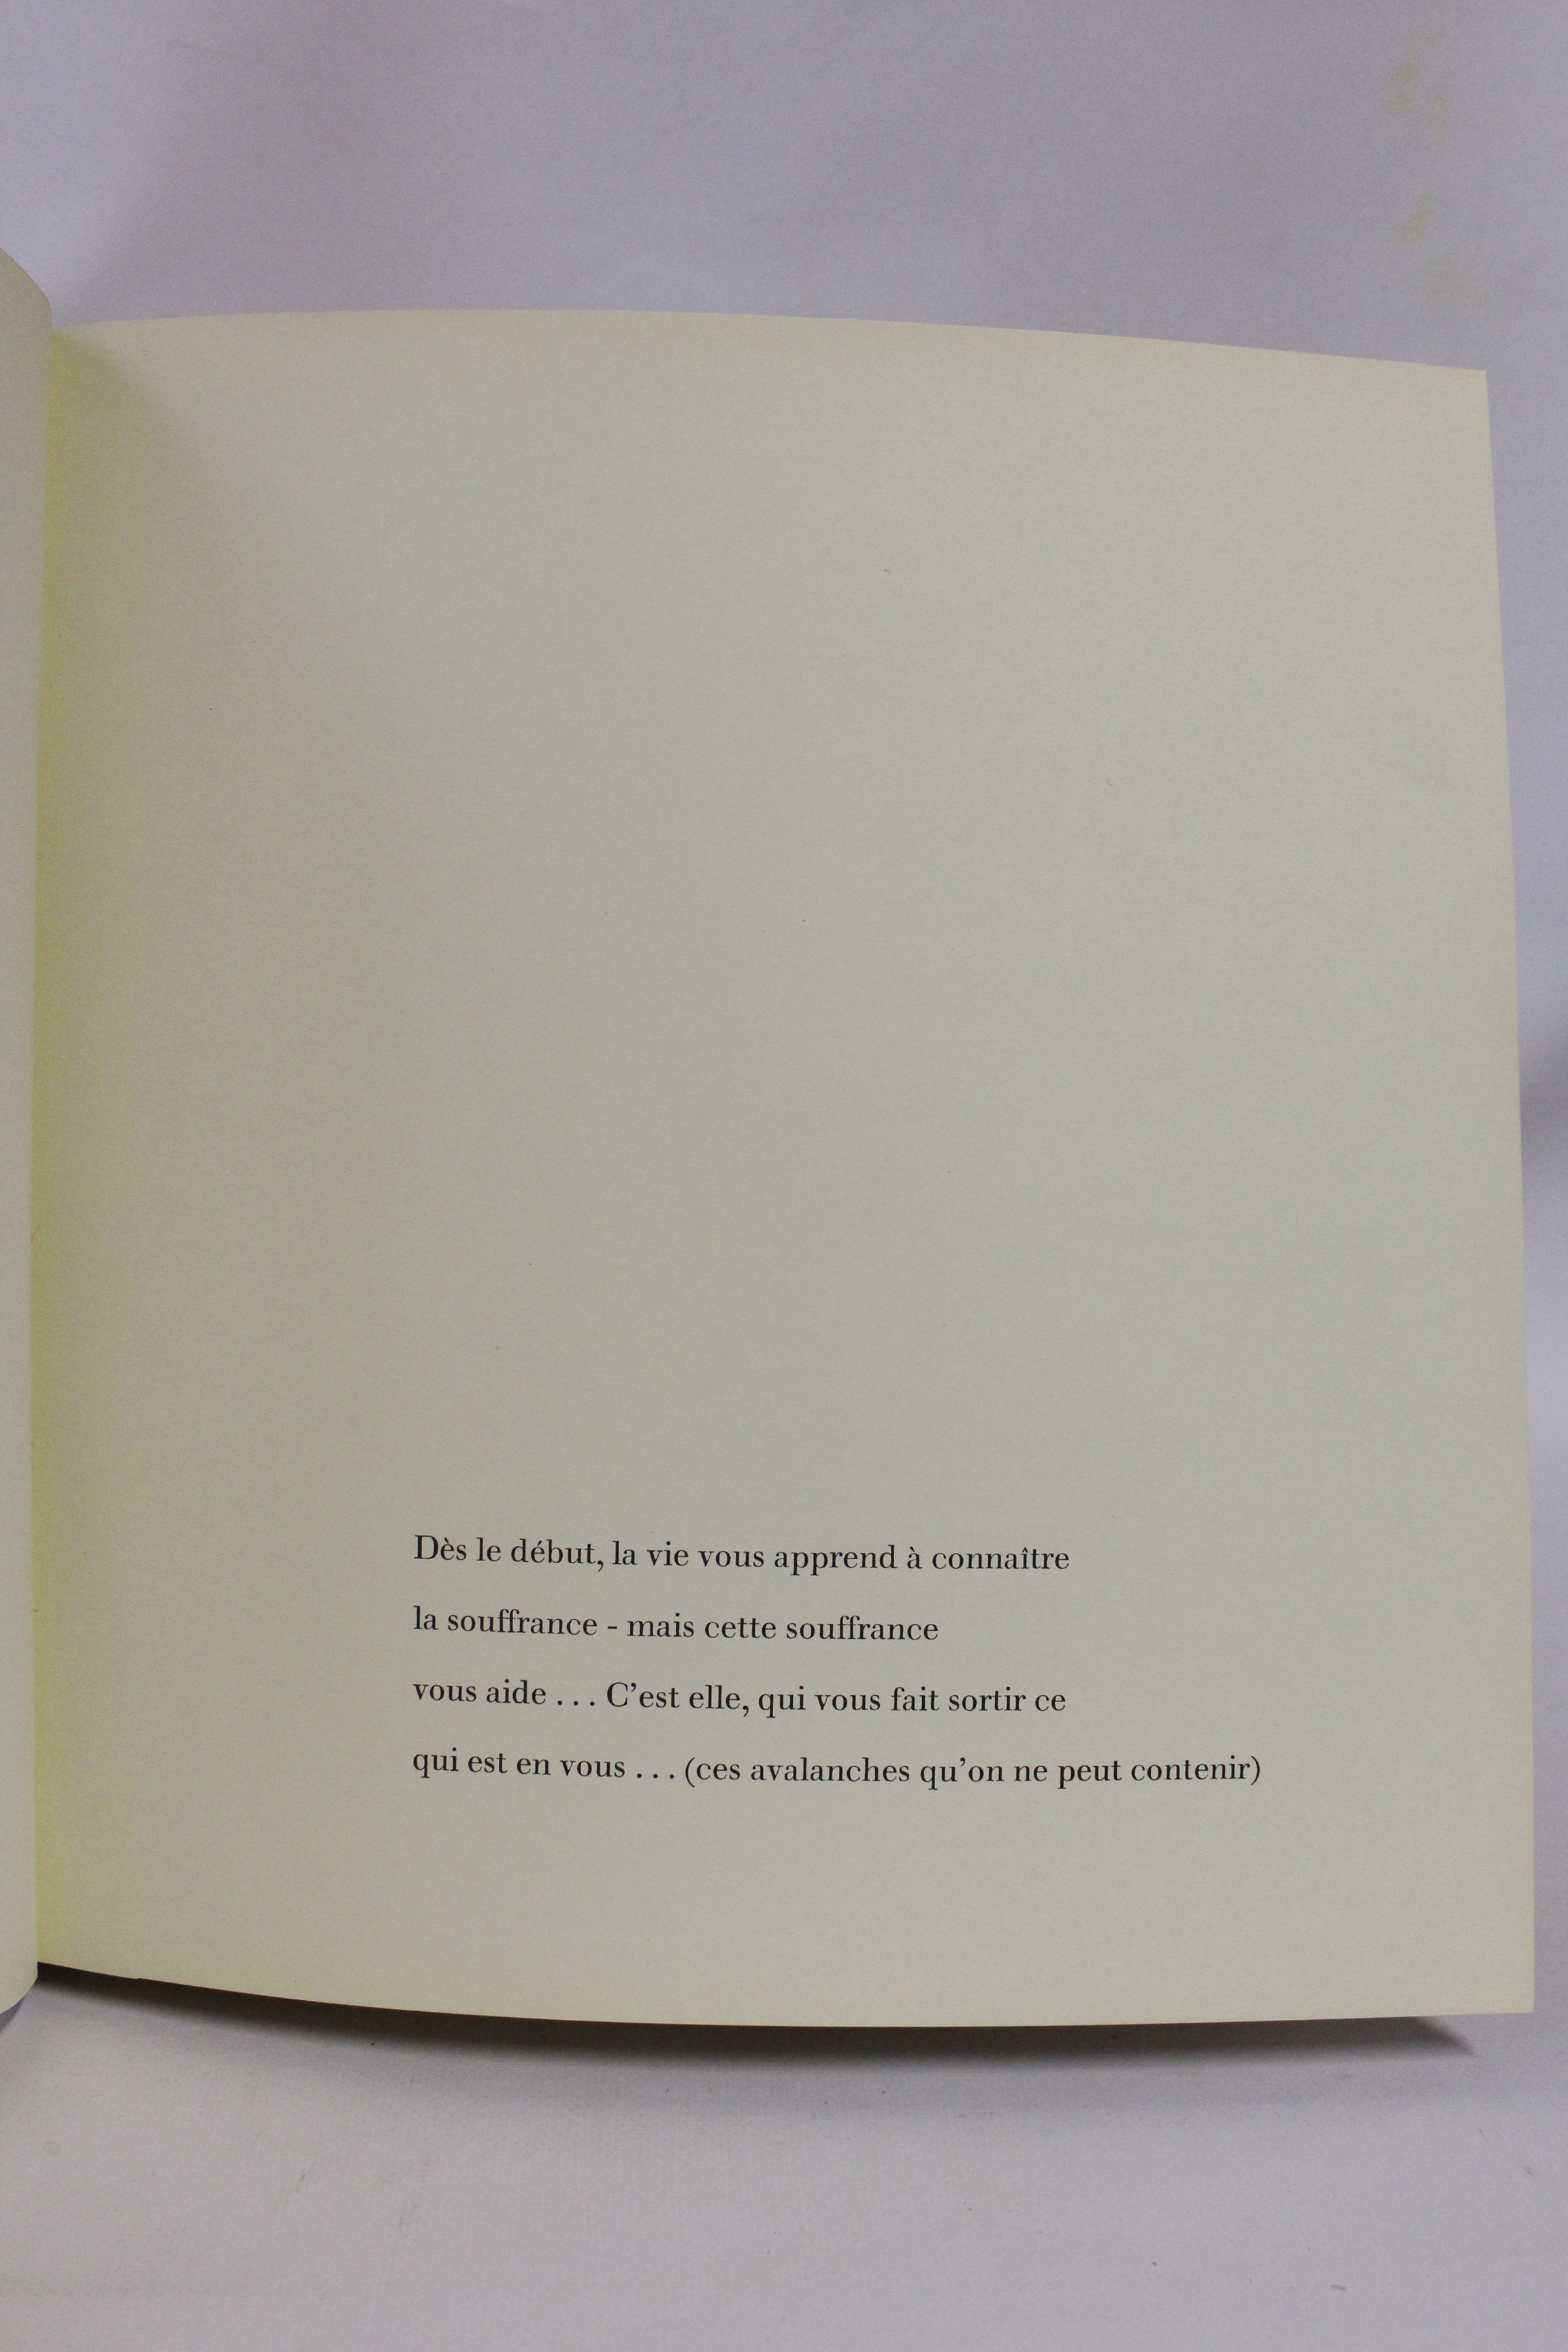 Dès le début, la vie vous apprend à connaître
la souffrance - mais cette souffrance
vous aide . . . C’est elle, qui vous fait sortir ce
qui est en vous . . . (ces avalanches qu’on ne peut contenir)